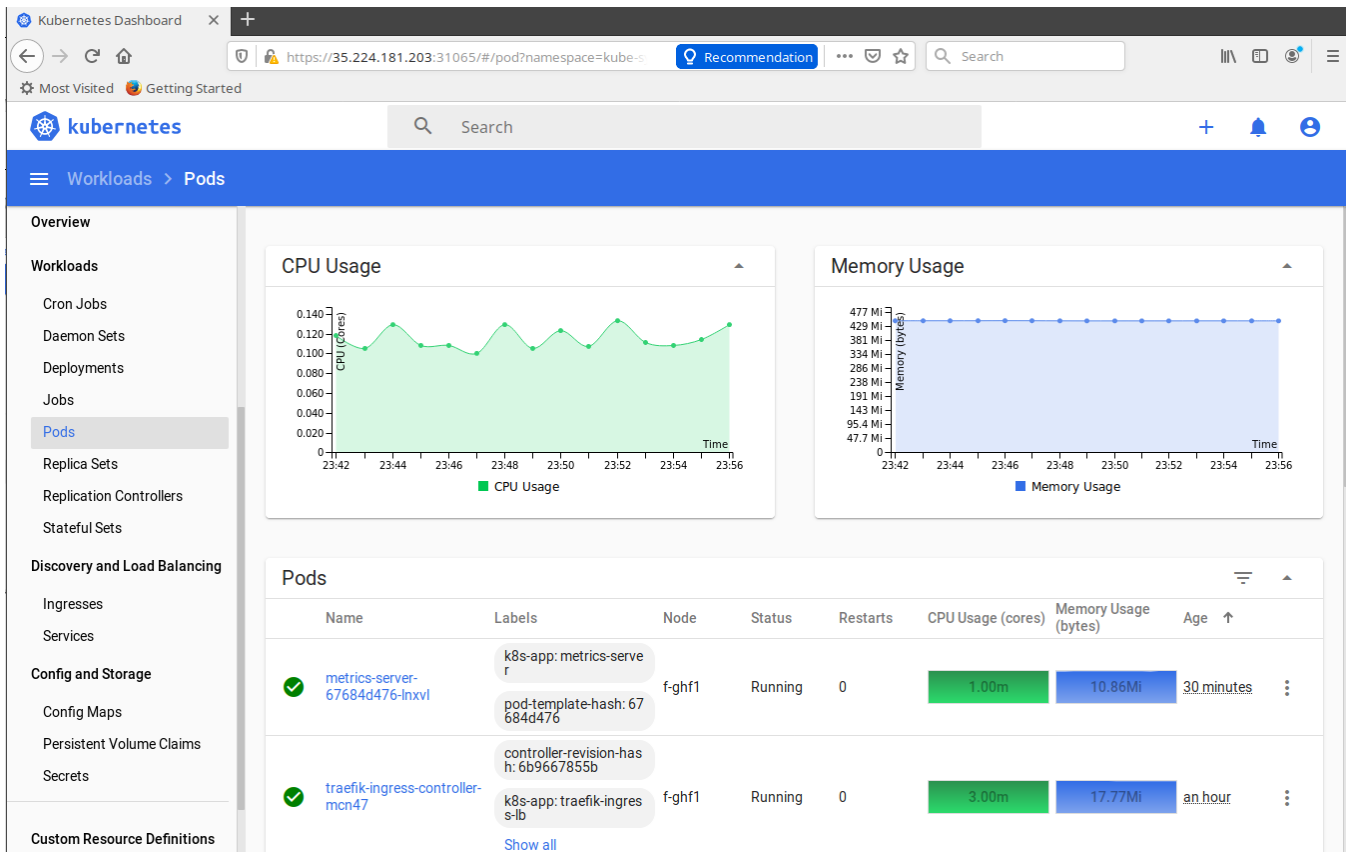 Kubernetes Dashboard
https://35.224.181.203:31065/#/pod?namespace=kube-s
Recommendation
Search
Most Visited
Getting Started
kubernetes
Search
Workloads > Pods
Overview
Workloads
Cron Jobs
Daemon Sets
Deployments
Jobs
Pods
Replica Sets
Replication Controllers
Stateful Sets
Discovery and Load Balancing
Ingresses
Services
Config and Storage
Config Maps
Persistent Volume Claims
Secrets
Custom Resource Definitions
CPU Usage
0.140
0.120
0.100
0.080
0.060
0.040
0.020
0
CPU (Cores)
Time
23:42 23:44 23:46 23:48 23:50 23:52 23:54 23:56
CPU Usage
Memory Usage
477 Mi
429 Mi
381 Mi
334 Mi
286 Mi
238 Mi
191 Mi
143 Mi
95.4 Mi
47.7 Mi
0
Memory (bytes)
Time
23:42 23:44 23:46 23:48 23:50 23:52 23:54 23:56
Memory Usage
Pods
Name Labels Node Status Restarts CPU Usage (cores) Memory Usage
(bytes) Age
metrics-server-
67684d476-lnxvl
k8s-app: metrics-serve
r
pod-template-hash: 67
684d476
f-ghf1 Running 0 1.00m 10.86Mi 30 minutes
traefik-ingress-controller-
mcn47
controller-revision-has
h: 6b9667855b
k8s-app: traefik-ingres
s-lb
Show all
f-ghf1 Running 0 3.00m 17.77Mi an hour